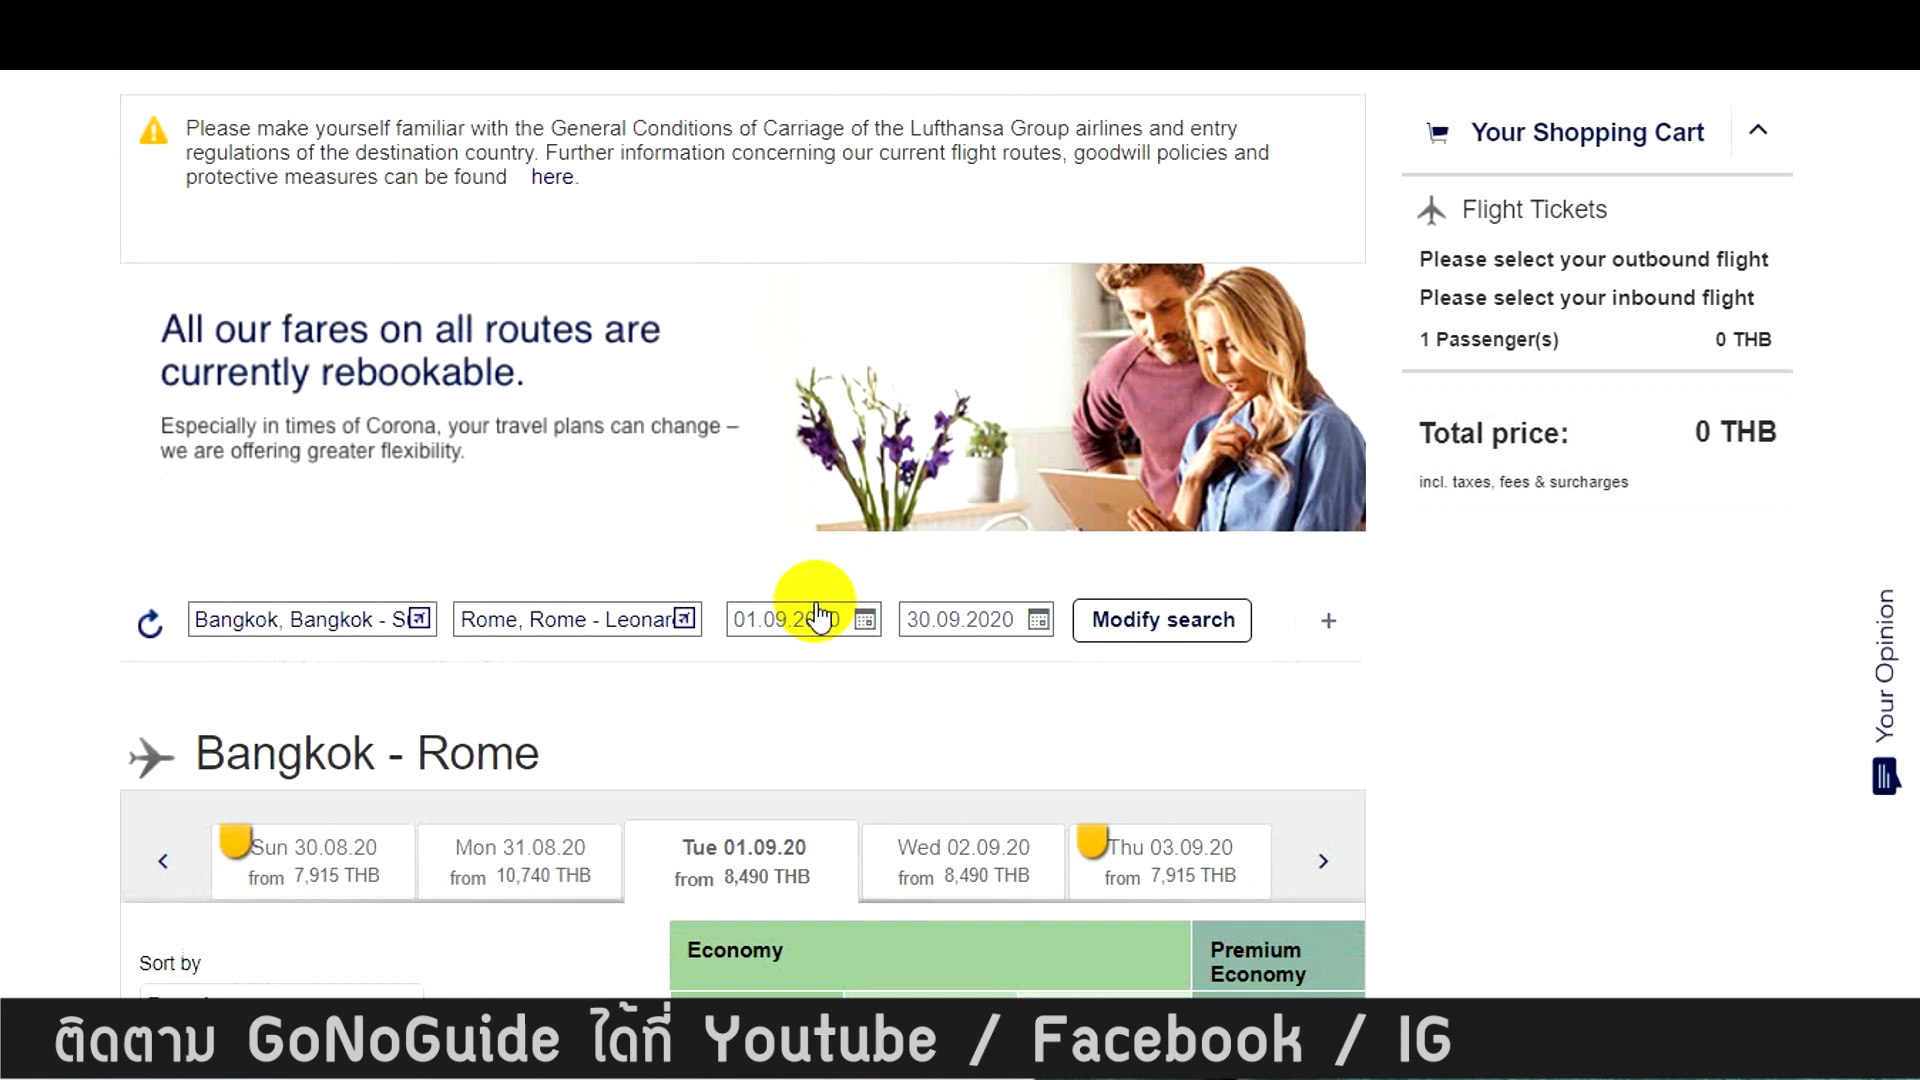 Please make yourself familiar with the General Conditions of Carriage of the Lufthansa Group airlines and entry
regulations of the destination country. Further information concerning our current flight routes, goodwill policies and
protective measures can be found here.
Your Shopping Cart
Flight Tickets
Please select your outbound flight
Please select your inbound flight
1 Passenger(s) 0 THB
Total price: 0 THB
incl. taxes, fees & surcharges
All our fares on all routes are
currently rebookable.
Especially in times of Corona, your travel plans can change –
we are offering greater flexibility.
Bangkok, Bangkok - S Rome, Rome - Leonar 01.09.2020 30.09.2020 Modify search +
Your Opinion
Bangkok - Rome
Sun 30.08.20 Mon 31.08.20 Tue 01.09.20 Wed 02.09.20 Thu 03.09.20
from 7,915 THB from 10,740 THB from 8,490 THB from 8,490 THB from 7,915 THB
Sort by
Economy
Premium
Economy
ติดตาม GoNoGuide ได้ที่ Youtube / Facebook / IG